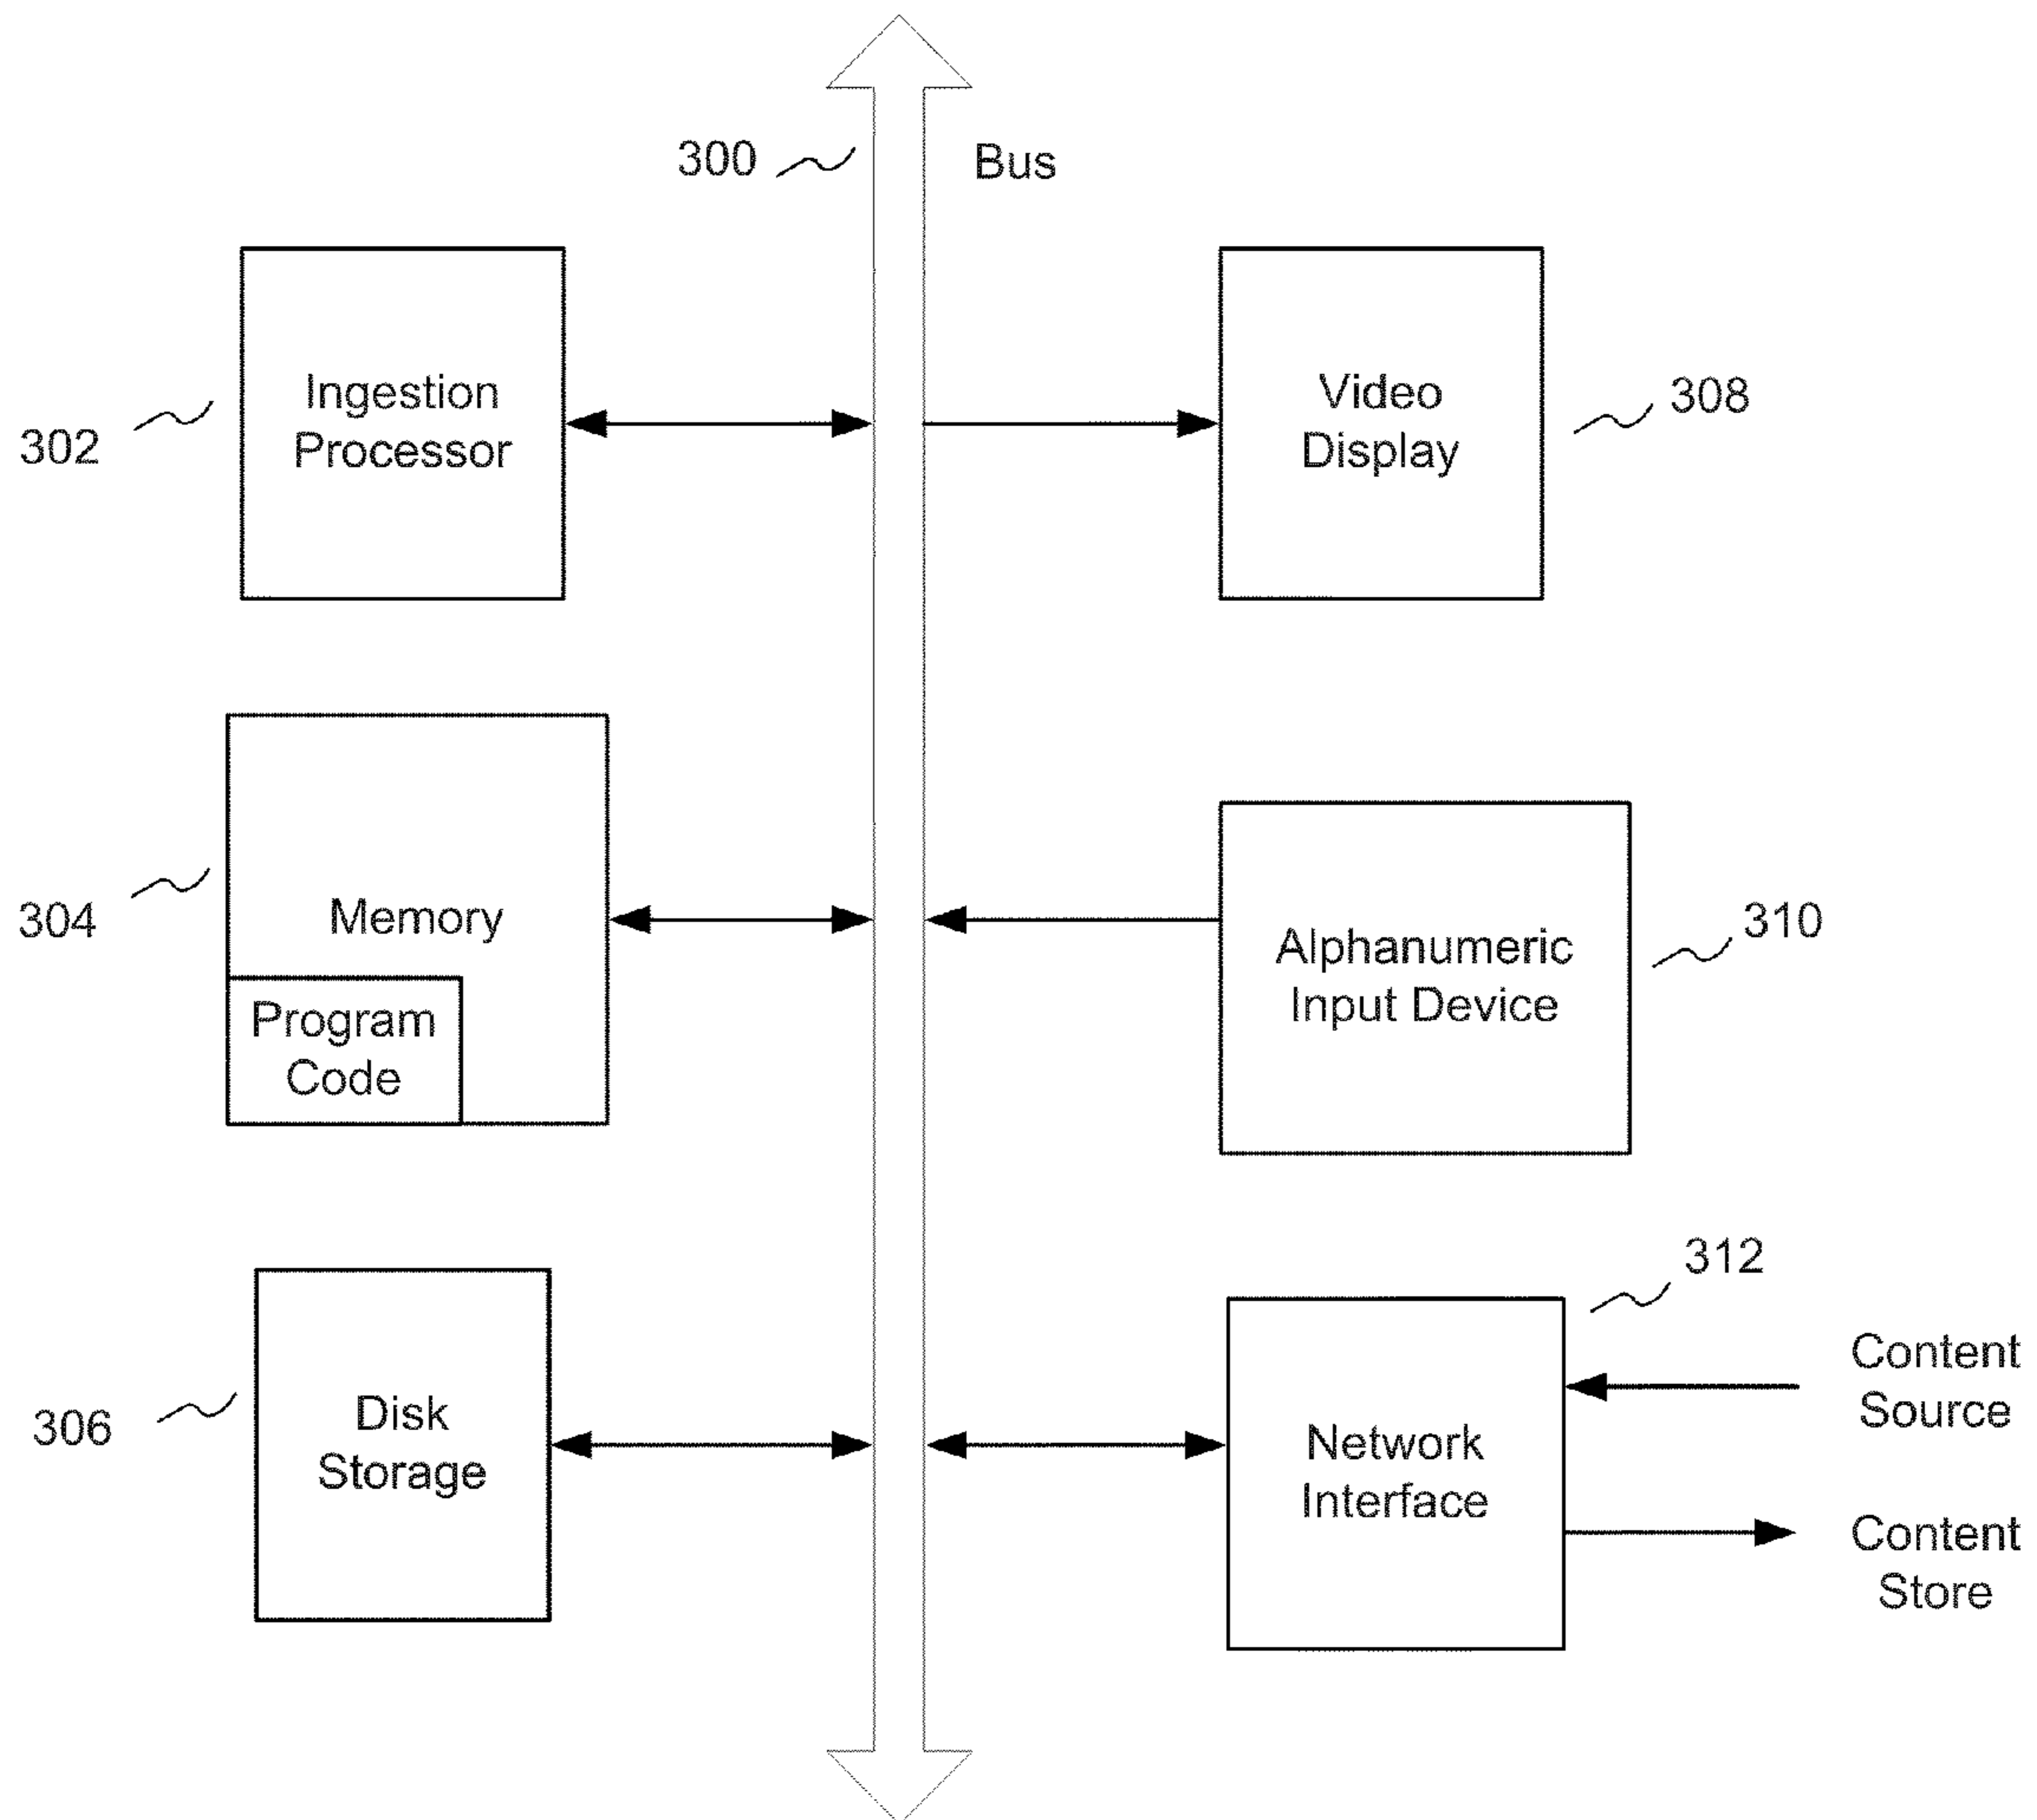 300
Bus
302
Ingestion
Processor
Video
Display
308
304
Memory
Program
Code
Alphanumeric
Input Device
310
306
Disk
Storage
312
Network
Interface
Content
Source
Content
Store